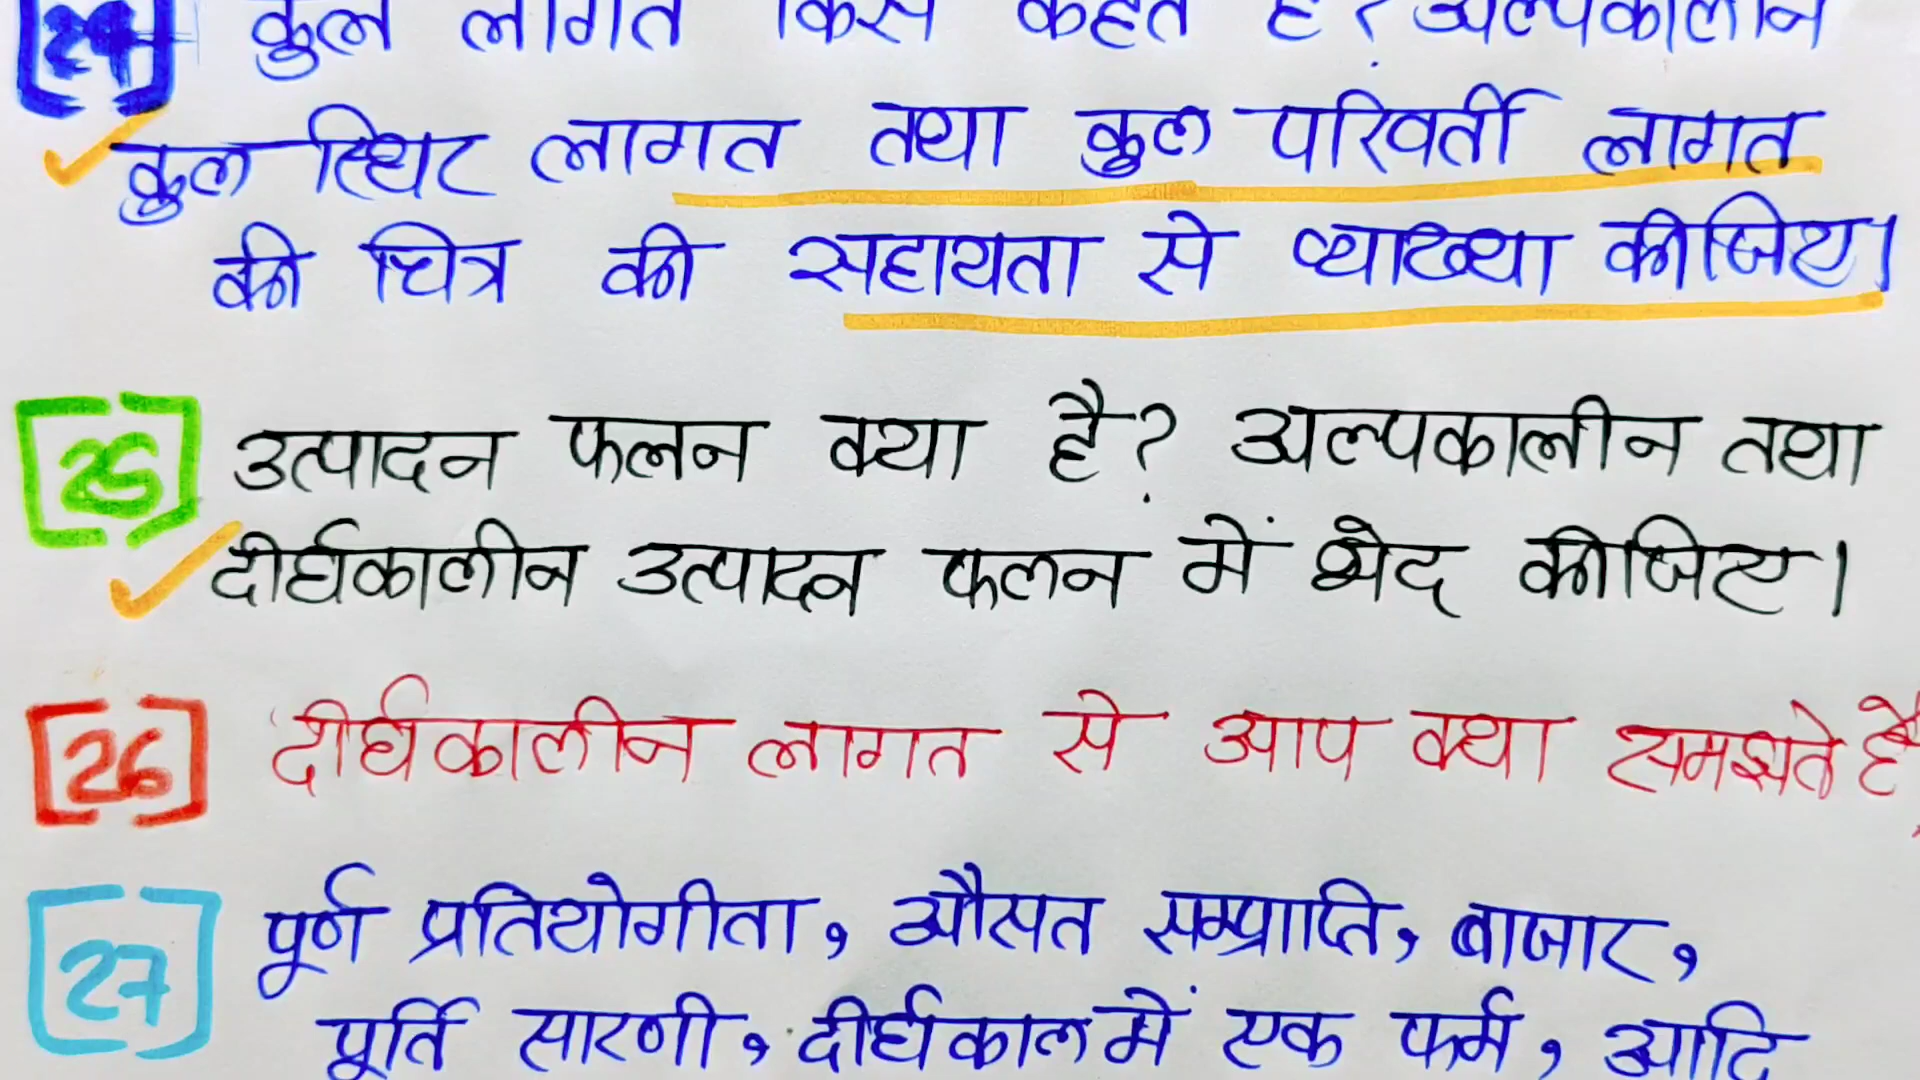 24 कुल लागत किसे कहते हैं? अल्पकालीन
कुल स्थिर लागत तथा कुल परिवर्ती लागत
की चित्र की सहायता से व्याख्या कीजिए।
25 उत्पादन फलन क्या है? अल्पकालीन तथा
दीर्घकालीन उत्पादन फलन में भेद कीजिए।
26 दीर्घकालीन लागत से आप क्या समझते हैं
27 पूर्ण प्रतियोगीता, औसत सम्प्राप्ति, बाजार,
पूर्ति सारणी, दीर्घकाल में एक फर्म, आदि